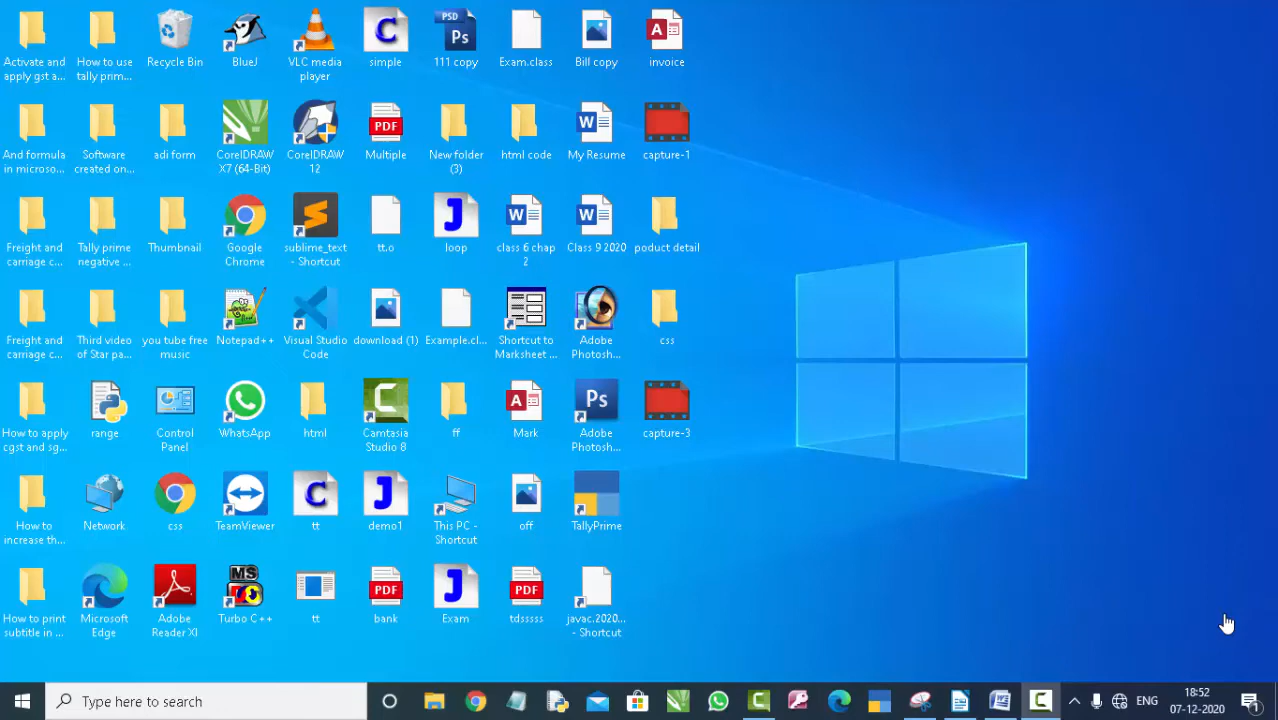 Activate and
apply gst a...
How to use
tally prim...
Recycle Bin
BlueJ
VLC media
player
simple
PSD
Ps
111 copy
Exam.class
Bill copy
invoice
And formula
in microso...
Software
created on...
adi form
CorelDRAW
X7 (64-Bit)
CorelDRAW
12
PDF
Multiple
New folder
(3)
html code
My Resume
capture-1
Freight and
carriage c...
Tally prime
negative ...
Thumbnail
Google
Chrome
sublime_text
- Shortcut
tt.o
loop
class 6 chap
2
Class 9 2020
poduct detail
Freight and
carriage c...
Third video
of Star pa...
you tube free
music
Notepad++
Visual Studio
Code
download (1)
Example.cl...
Shortcut to
Marksheet ...
Adobe
Photosh...
css
How to apply
cgst and sg...
range
Control
Panel
WhatsApp
html
Camtasia
Studio 8
ff
Mark
Ps
Adobe
Photosh...
capture-3
How to
increase th...
Network
css
TeamViewer
tt
demo1
This PC -
Shortcut
off
TallyPrime
How to print
subtitle in ...
Microsoft
Edge
Adobe
Reader XI
MS
Turbo C++
tt
PDF
bank
Exam
PDF
tdsssss
javac.2020...
- Shortcut
Type here to search
ENG
18:52
07-12-2020
1